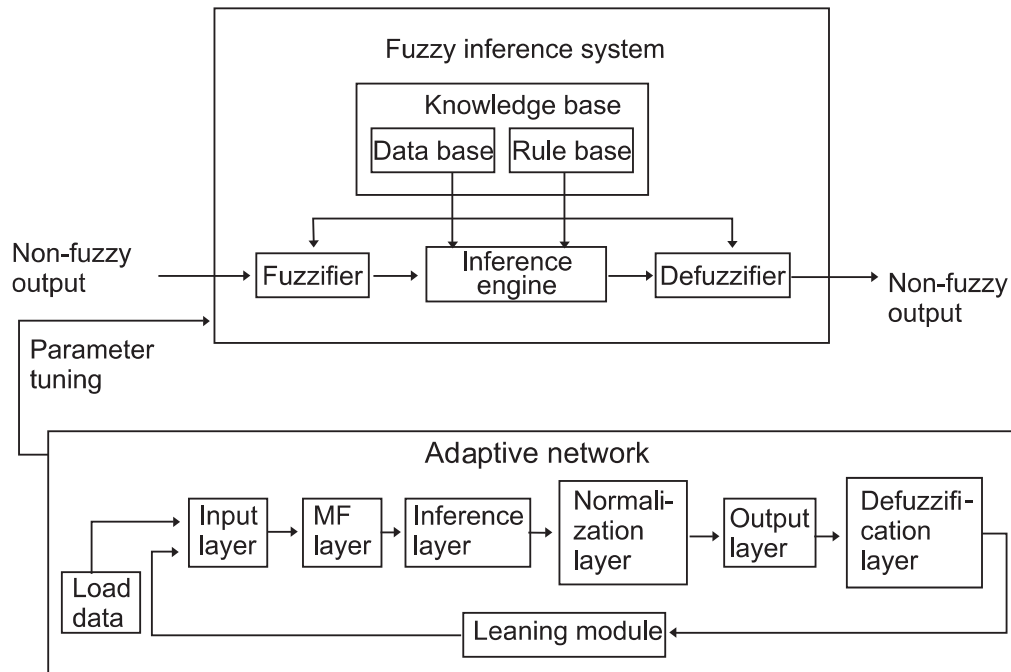 Fuzzy inference system
Knowledge base
Data base
Rule base
Non-fuzzy
output
Fuzzifier
Inference
engine
Defuzzifier
Non-fuzzy
output
Parameter
tuning
Adaptive network
Input
layer
MF
layer
Inference
layer
Normali-
zation
layer
Output
layer
Defuzzifi-
cation
layer
Load
data
Leaning module